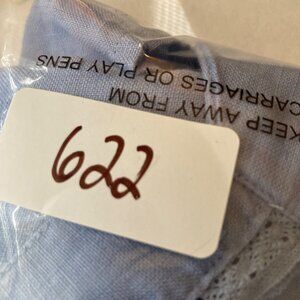 KEEP AWAY FROM
CARRIAGES OR PLAY PENS
622